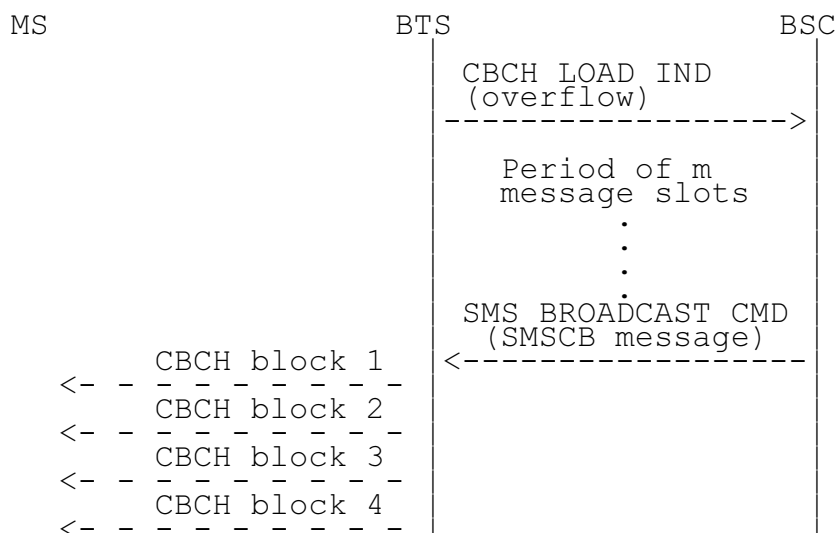 MS BTS BSC
CBCH LOAD IND
(overflow)
Period of m
message slots
SMS BROADCAST CMD
(SMSCB message)
CBCH block 1
CBCH block 2
CBCH block 3
CBCH block 4